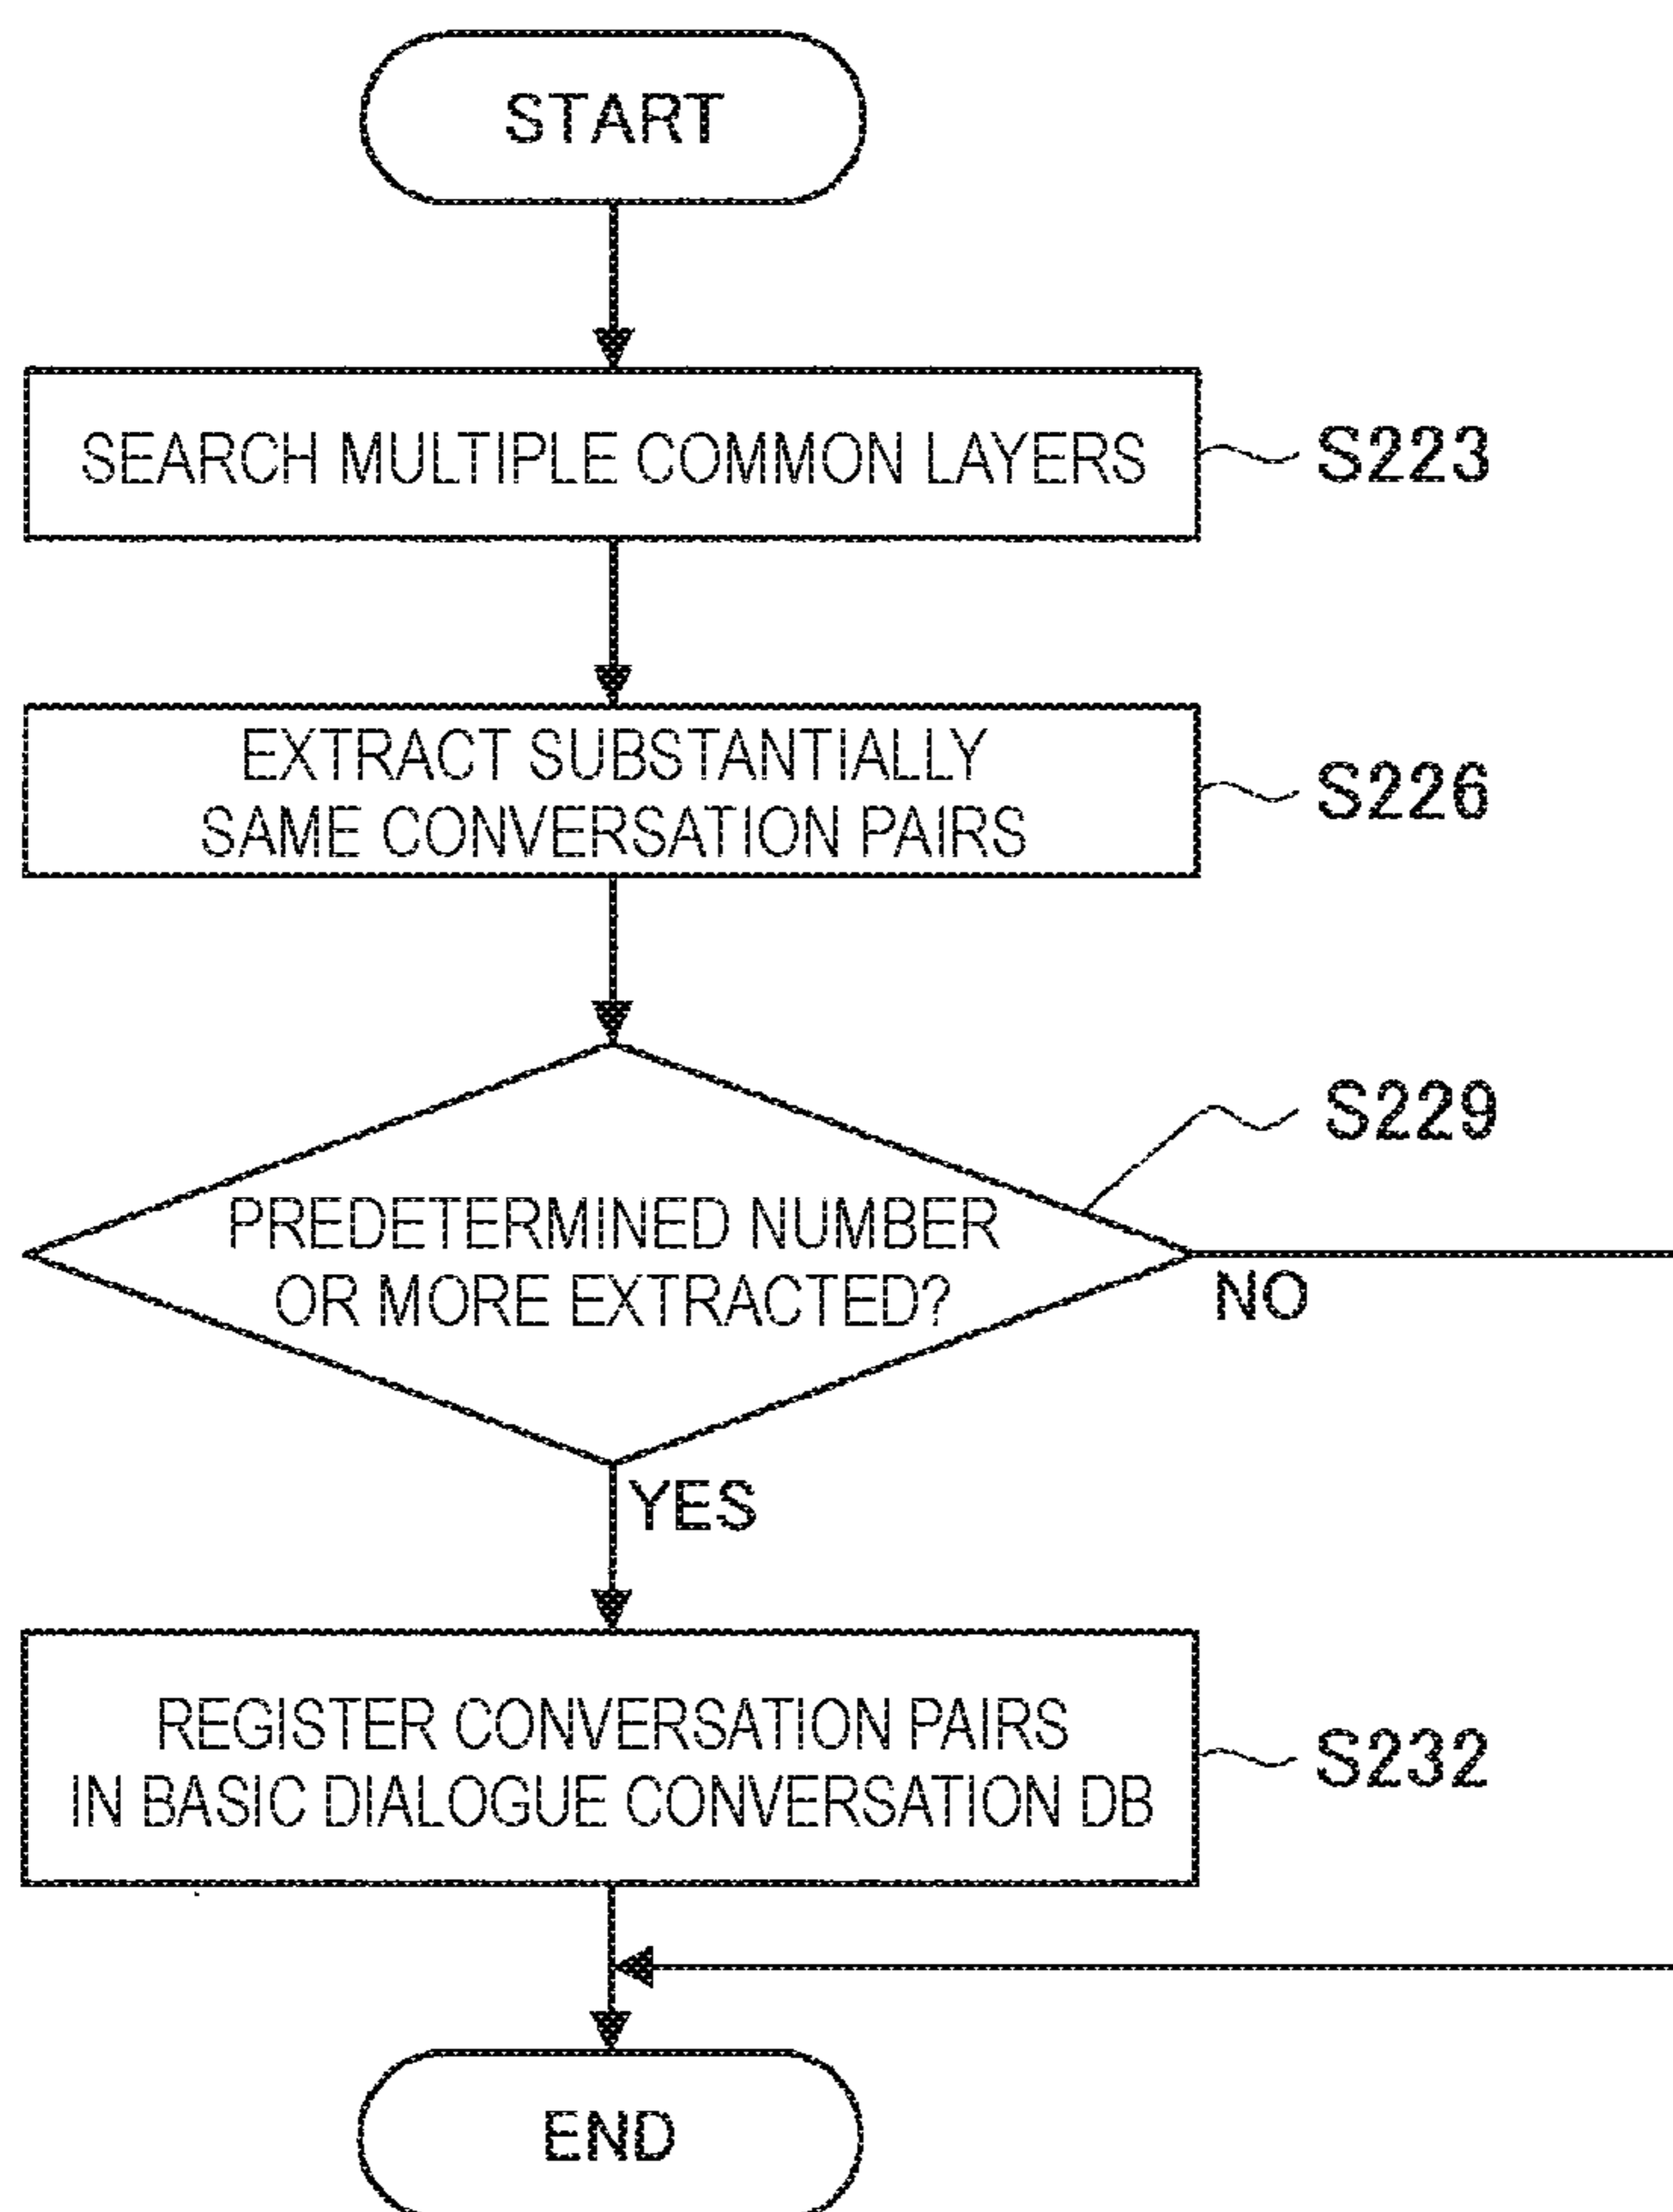 START
SEARCH MULTIPLE COMMON LAYERS
S223
EXTRACT SUBSTANTIALLY
SAME CONVERSATION PAIRS
S226
S229
PREDETERMINED NUMBER
OR MORE EXTRACTED?
NO
YES
REGISTER CONVERSATION PAIRS
IN BASIC DIALOGUE CONVERSATION DB
S232
END